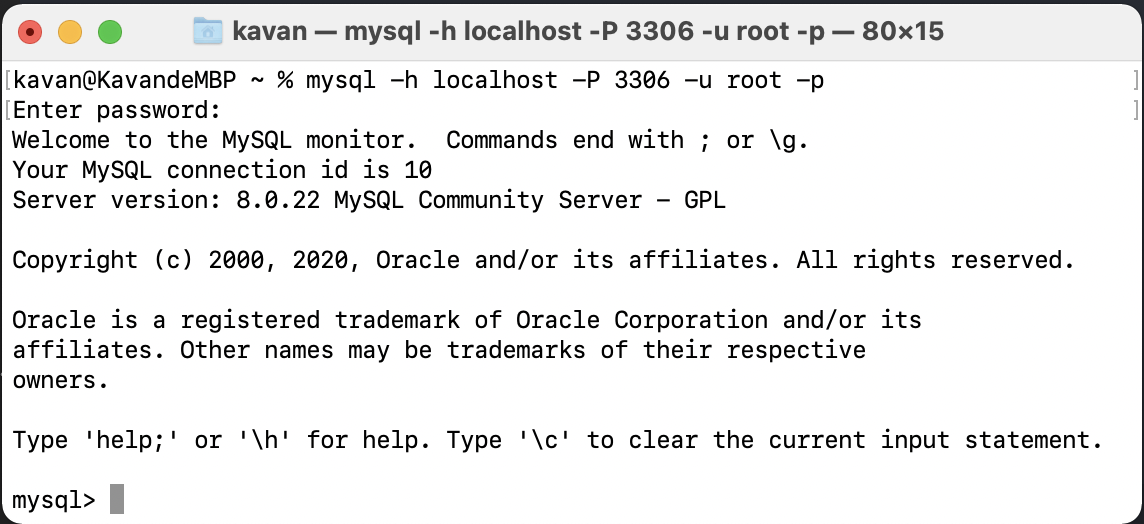 kavan — mysql -h localhost -P 3306 -u root -p — 80×15
[kavan@KavandeMBP ~ % mysql -h localhost -P 3306 -u root -p ]
[Enter password: ]
Welcome to the MySQL monitor.  Commands end with ; or \g.
Your MySQL connection id is 10
Server version: 8.0.22 MySQL Community Server - GPL

Copyright (c) 2000, 2020, Oracle and/or its affiliates. All rights reserved.

Oracle is a registered trademark of Oracle Corporation and/or its
affiliates. Other names may be trademarks of their respective
owners.

Type 'help;' or '\h' for help. Type '\c' to clear the current input statement.

mysql>